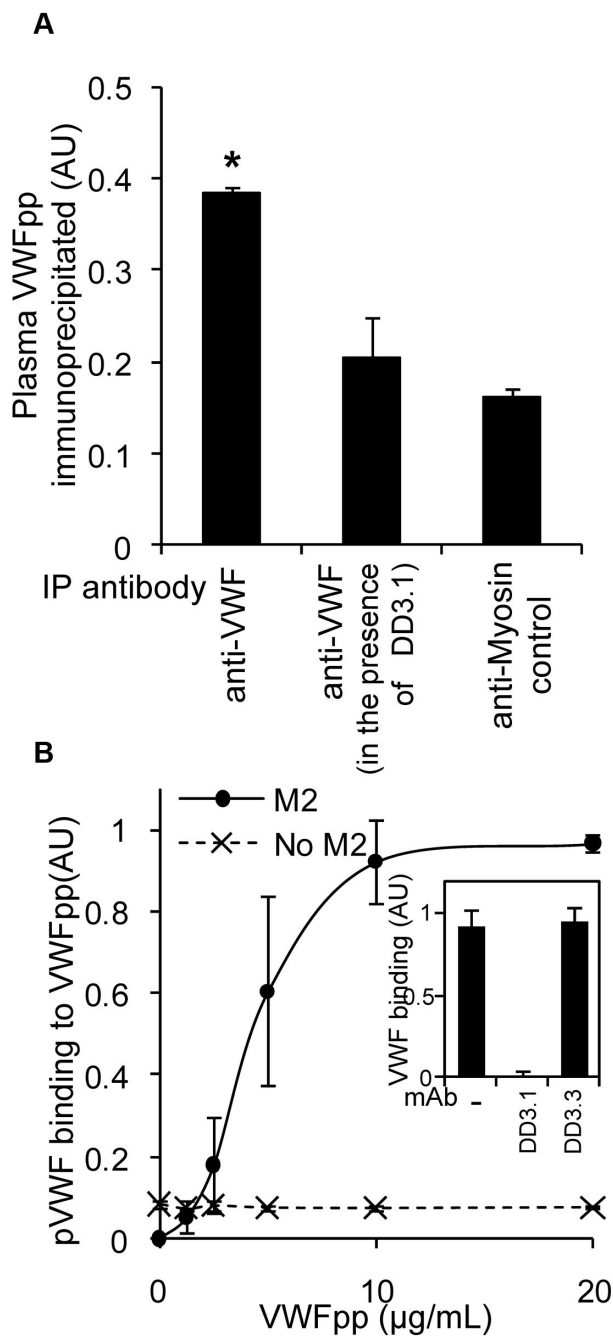 A
Plasma VWFpp
immunoprecipitated (AU)
0.5
0.4
0.3
0.2
0.1
0
*
IP antibody
anti-VWF
anti-VWF
(in the presence
of DD3.1)
anti-Myosin
control
B
M2
No M2
pVWF binding to VWFpp(AU)
1
0.8
0.6
0.4
0.2
0
VWF binding (AU)
1
0.5
0
mAb
-
DD3.1
DD3.3
0
10
20
VWFpp (µg/mL)